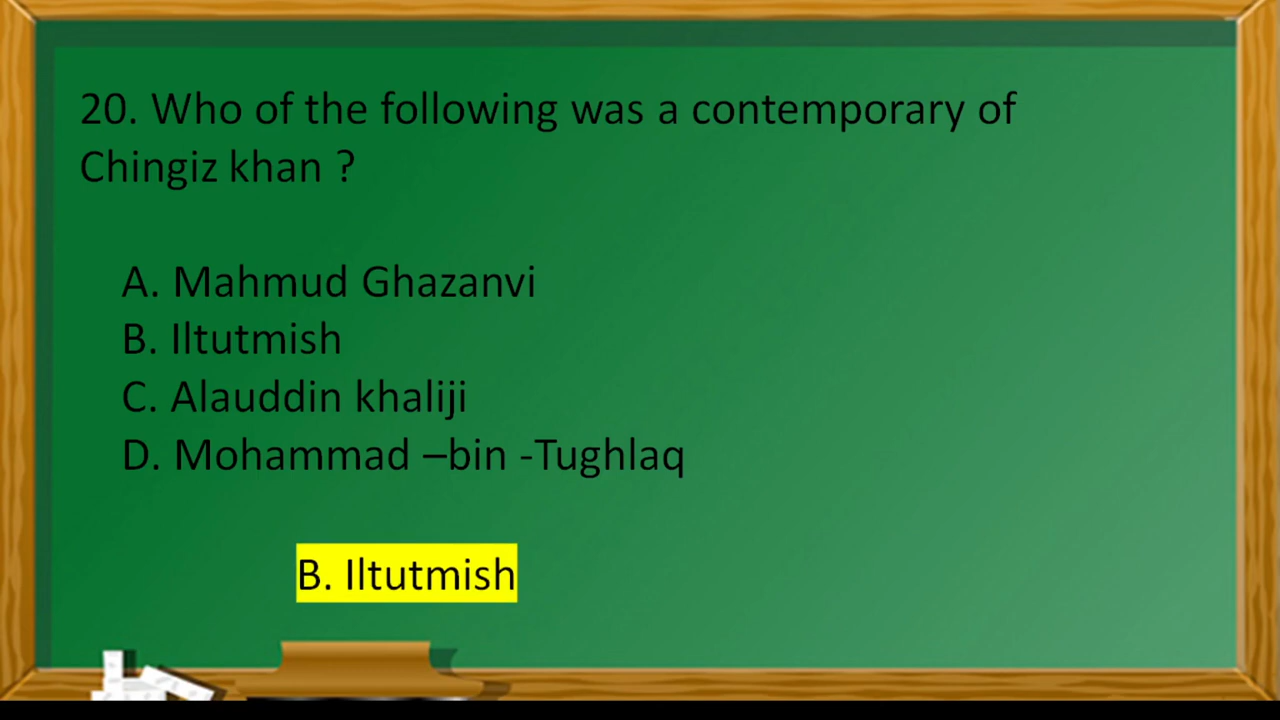 20. Who of the following was a contemporary of
Chingiz khan ?
A. Mahmud Ghazanvi
B. Iltutmish
C. Alauddin khaliji
D. Mohammad –bin -Tughlaq
B. Iltutmish